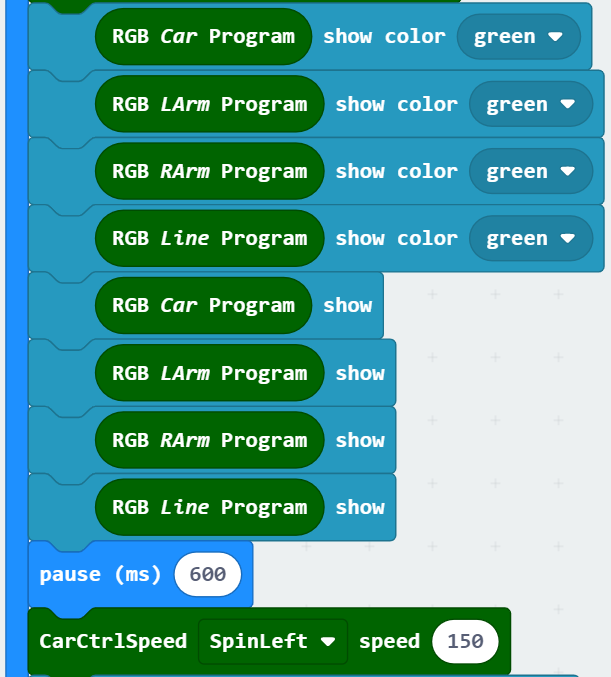 RGB Car Program show color green
RGB LArm Program show color green
RGB RArm Program show color green
RGB Line Program show color green
RGB Car Program show
RGB LArm Program show
RGB RArm Program show
RGB Line Program show
pause (ms) 600
CarCtrlSpeed SpinLeft speed 150